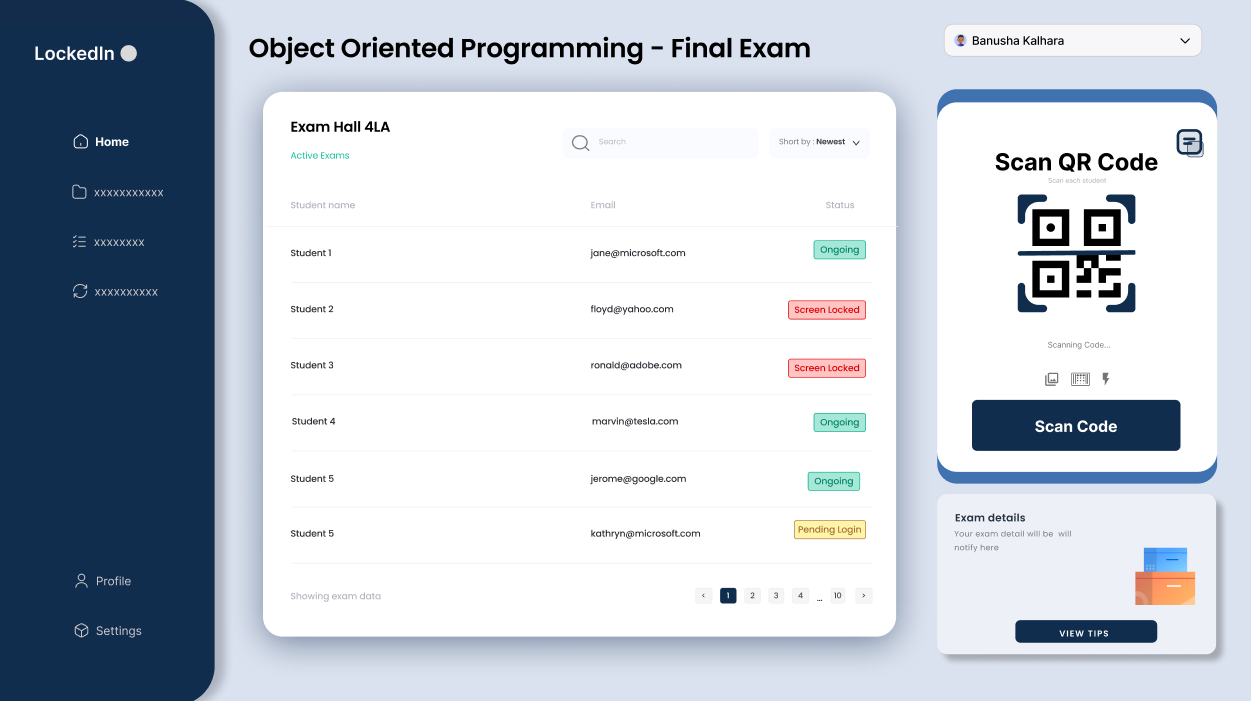 LockedIn
Home
xxxxxxxxxxx
xxxxxxxx
xxxxxxxxxx
Profile
Settings
Object Oriented Programming - Final Exam
Banusha Kalhara
Exam Hall 4LA
Active Exams
Search
Short by : Newest
Student name Email Status
Student 1 jane@microsoft.com Ongoing
Student 2 floyd@yahoo.com Screen Locked
Student 3 ronald@adobe.com Screen Locked
Student 4 marvin@tesla.com Ongoing
Student 5 jerome@google.com Ongoing
Student 5 kathryn@microsoft.com Pending Login
Showing exam data
< 1 2 3 4 ... 10 >
Scan QR Code
Scan each student
Scanning Code...
Scan Code
Exam details
Your exam detail will be will
notify here
VIEW TIPS